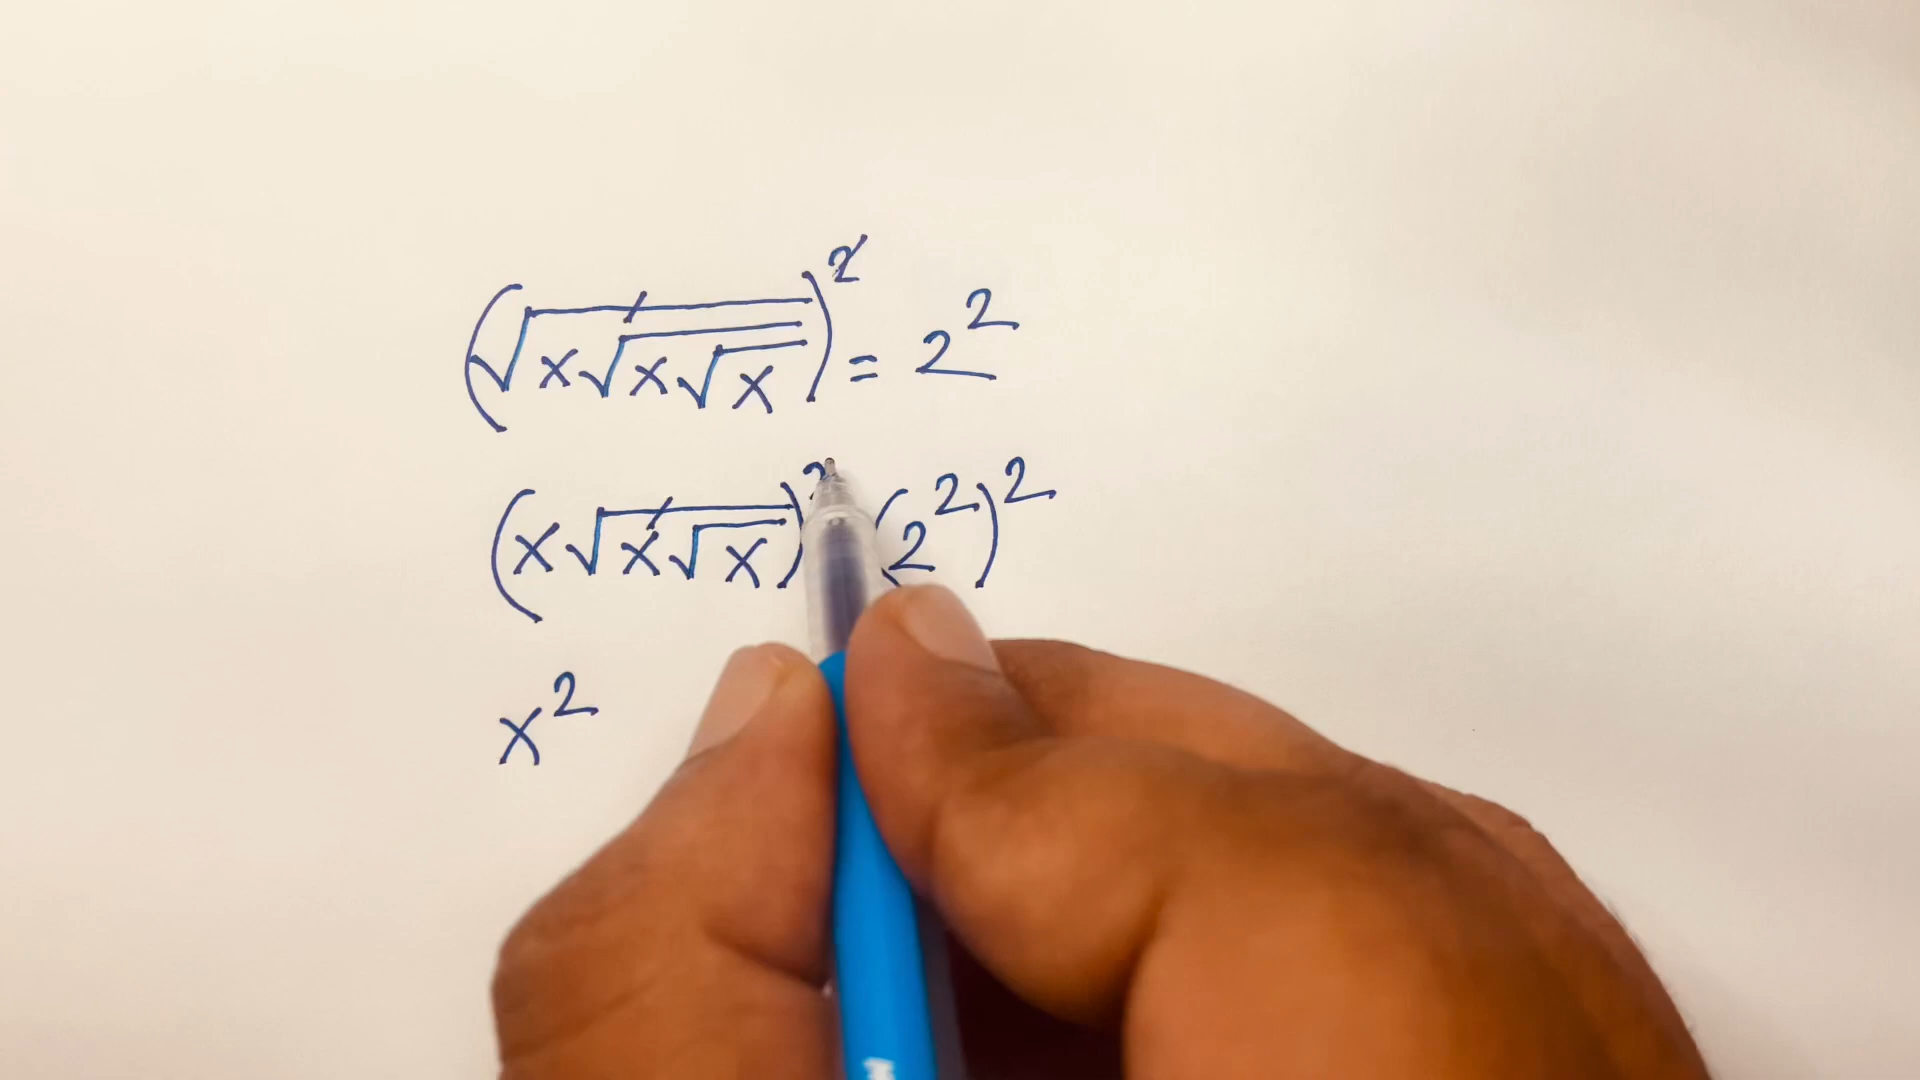 (√(x√(x√x)))² = 2²
(x√(x√x))² (2²)²
x²